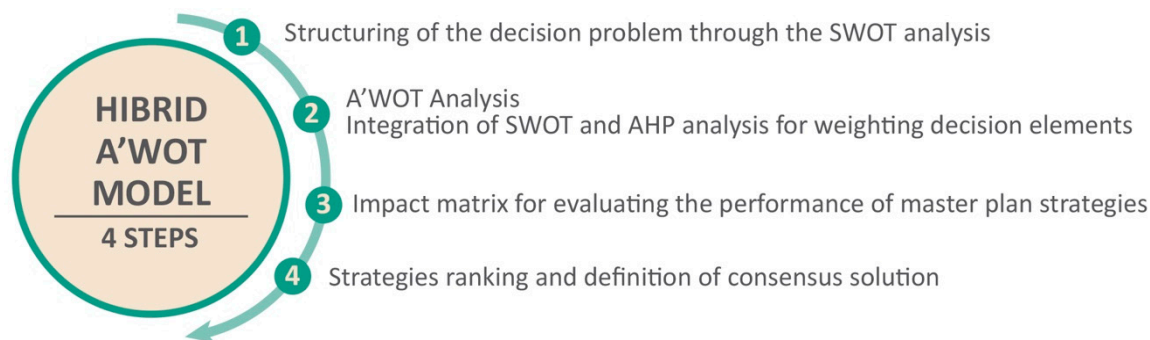 HIBRID
A’WOT
MODEL
4 STEPS
1 Structuring of the decision problem through the SWOT analysis
2 A’WOT Analysis
Integration of SWOT and AHP analysis for weighting decision elements
3 Impact matrix for evaluating the performance of master plan strategies
4 Strategies ranking and definition of consensus solution